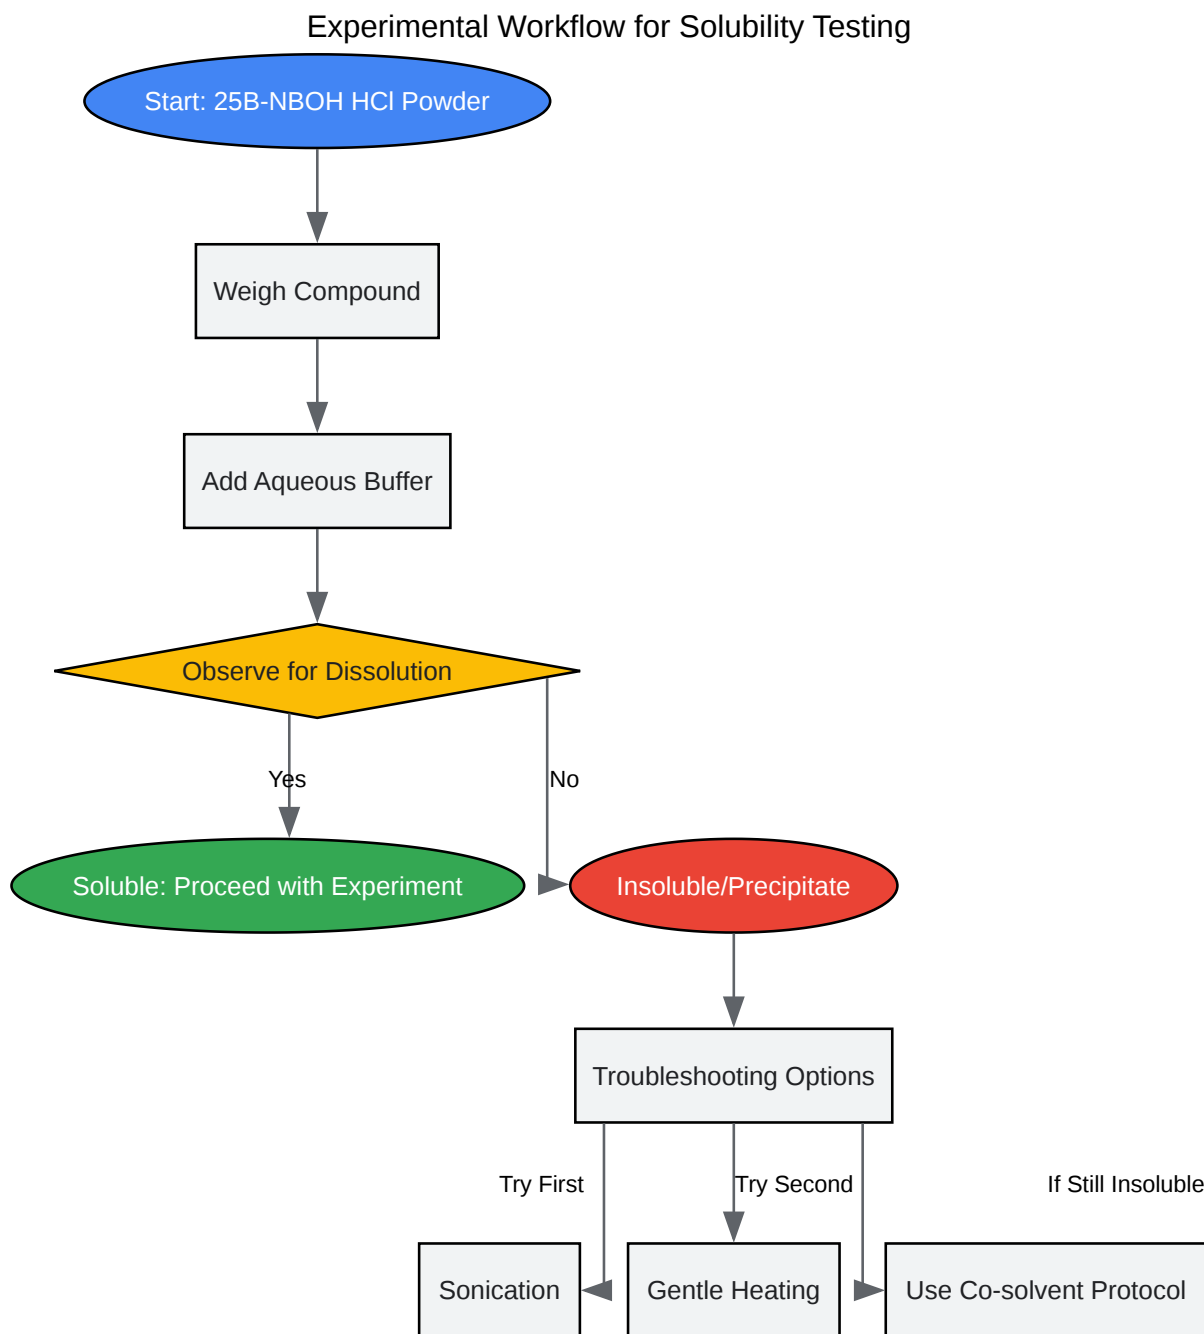 Experimental Workflow for Solubility Testing
Start: 25B-NBOH HCl Powder
Weigh Compound
Add Aqueous Buffer
Observe for Dissolution
Yes
No
Soluble: Proceed with Experiment
Insoluble/Precipitate
Troubleshooting Options
Try First
Try Second
If Still Insoluble
Sonication
Gentle Heating
Use Co-solvent Protocol